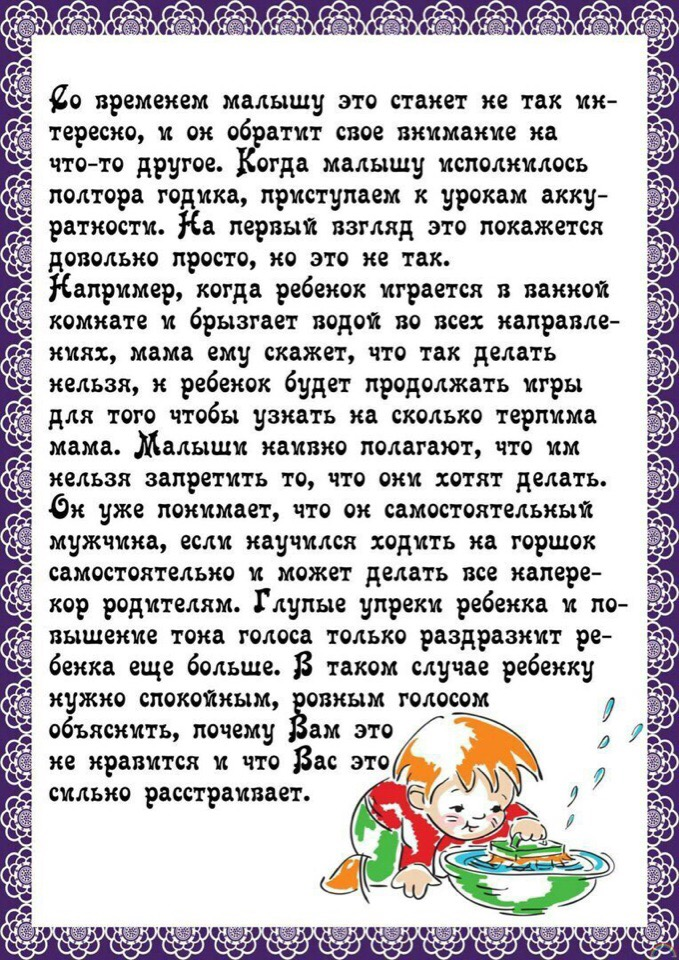 Со временем малышу это станет не так ин-
тересно, и он обратит свое внимание на
что-то другое. Когда малышу исполнилось
полтора годика, приступаем к урокам акку-
ратности. На первый взгляд это покажется
довольно просто, но это не так.
Например, когда ребенок играется в ванной
комнате и брызгает водой во всех направле-
ниях, мама ему скажет, что так делать
нельзя, н ребенок будет продолжать игры
для того чтобы узнать на сколько терпима
мама. Малыши наивно полагают, что им
нельзя запретить то, что они хотят делать.
Он уже понимает, что он самостоятельный
мужчина, если научился ходить на горшок
самостоятельно и может делать все напере-
кор родителям. Глупые упреки ребенка и по-
вышение тона голоса только раздразнит ре-
бенка еще больше. В таком случае ребенку
нужно спокойным, ровным голосом
объяснить, почему Вам это
не нравится и что Вас это
сильно расстраивает.